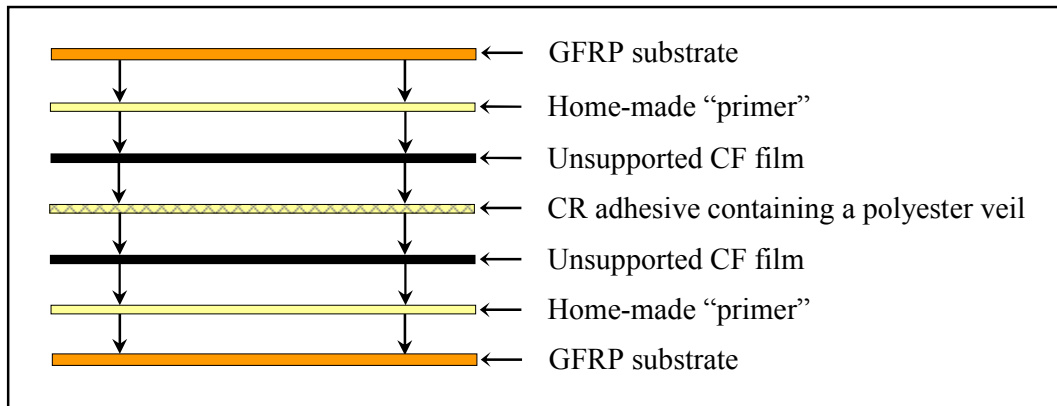 GFRP substrate
Home-made “primer”
Unsupported CF film
CR adhesive containing a polyester veil
Unsupported CF film
Home-made “primer”
GFRP substrate